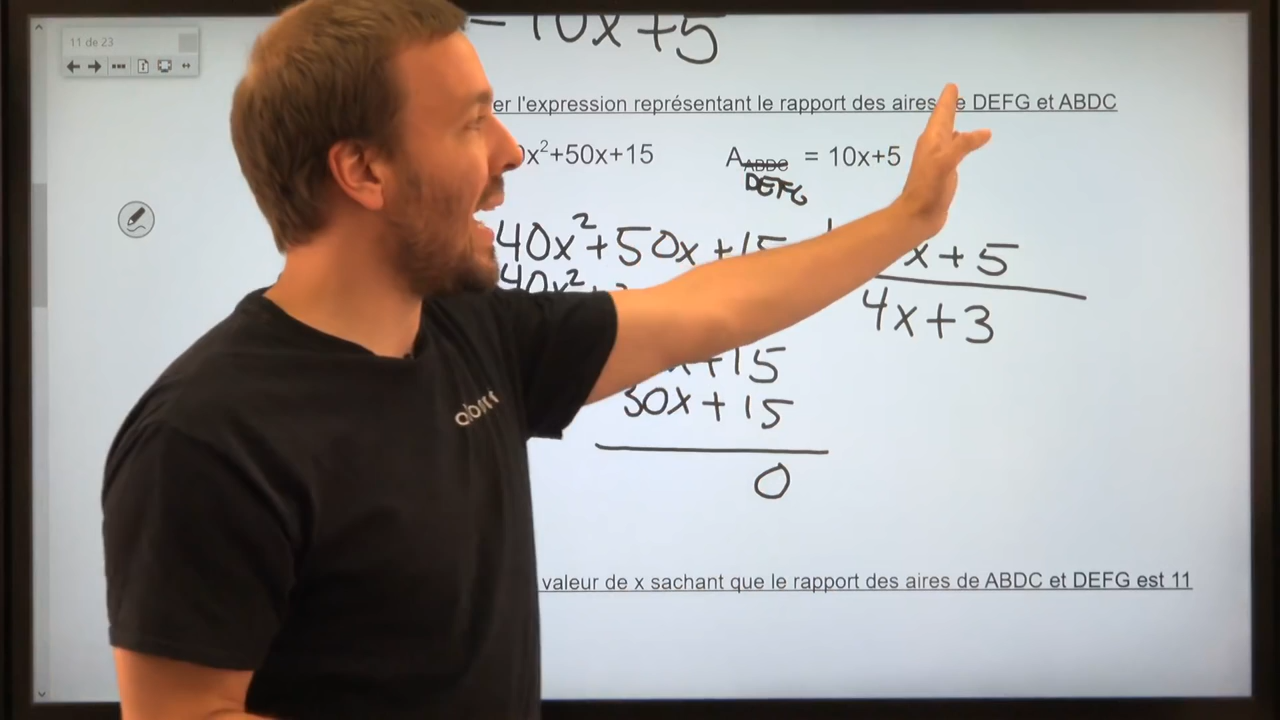 - 10x+5
11 de 23
er l'expression représentant le rapport des aires e DEFG et ABDC
0x²+50x+15
A ABDC = 10x+5
DEFG
40x²+50x+15
x+5
40x²
4x+3
+15
30x+15
0
valeur de x sachant que le rapport des aires de ABDC et DEFG est 11